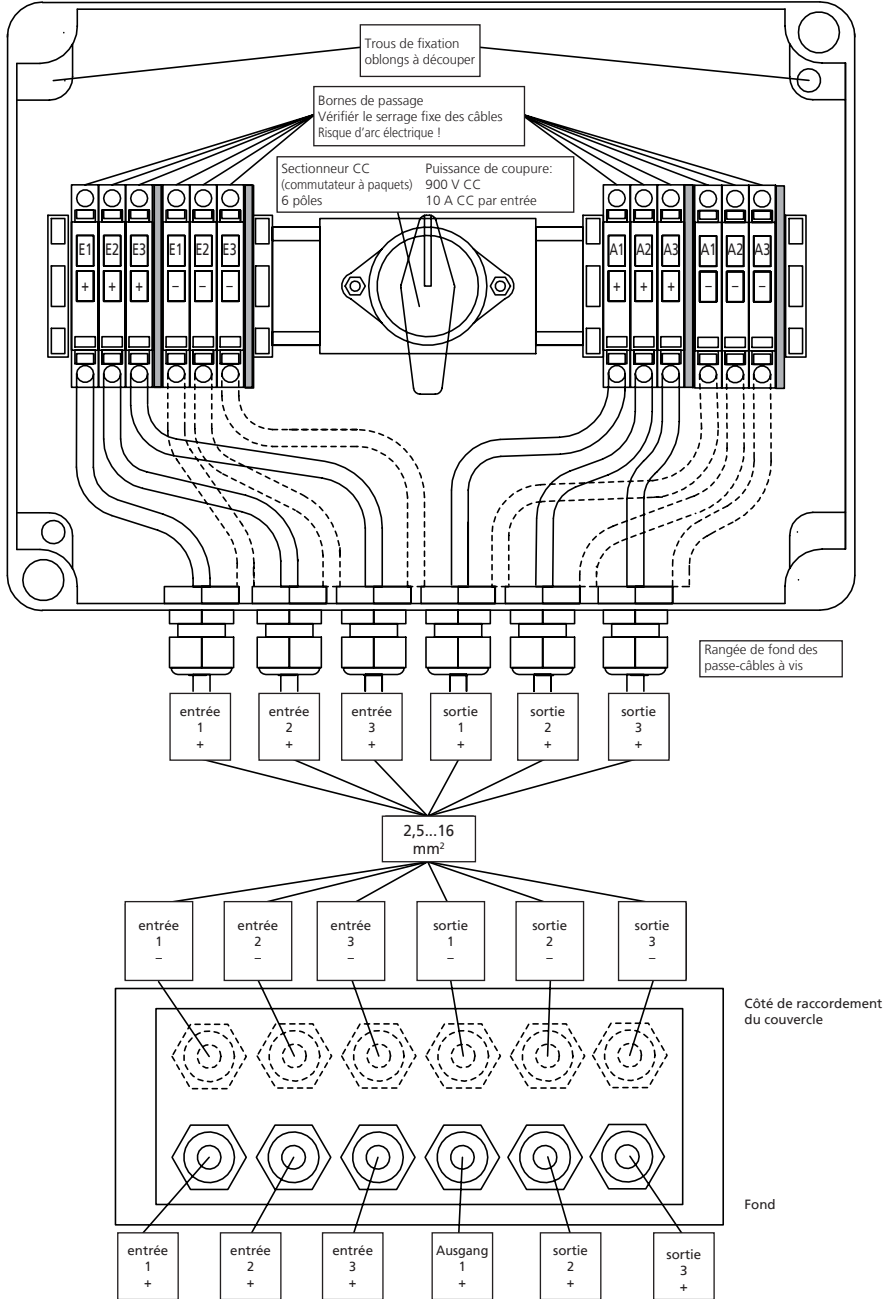 Trous de fixation
oblongs à découper
Bornes de passage
Vérifiér le serrage fixe des câbles
Risque d'arc électrique !
Sectionneur CC
(commutateur à paquets)
6 pôles
Puissance de coupure:
900 V CC
10 A CC par entrée
E1 E2 E3 E1 E2 E3
+ + + – – –
A1 A2 A3 A1 A2 A3
+ + + – – –
Rangée de fond des
passe-câbles à vis
entrée
1
+
entrée
2
+
entrée
3
+
sortie
1
+
sortie
2
+
sortie
3
+
2,5...16
mm²
entrée
1
–
entrée
2
–
entrée
3
–
sortie
1
–
sortie
2
–
sortie
3
–
Côté de raccordement
du couvercle
Fond
entrée
1
+
entrée
2
+
entrée
3
+
Ausgang
1
+
sortie
2
+
sortie
3
+